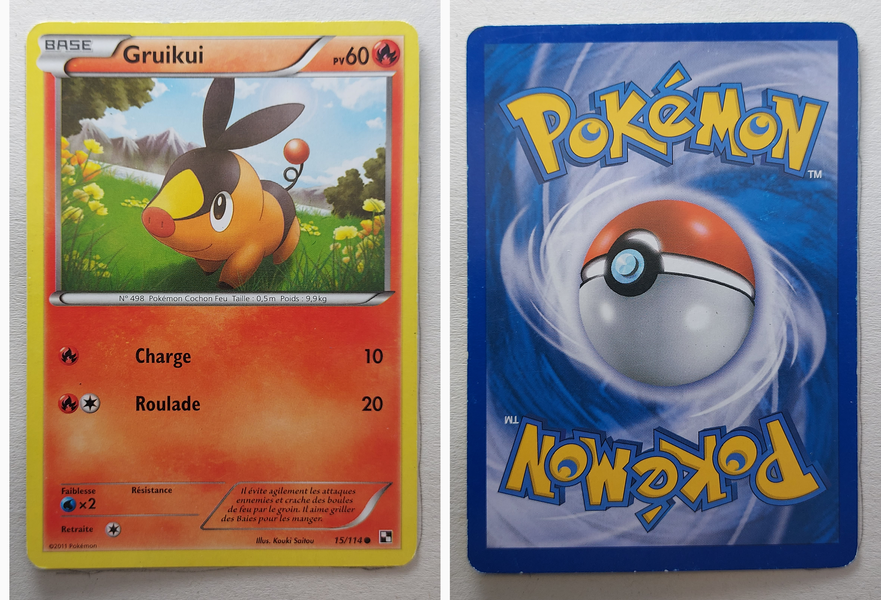 BASE
Gruikui
PV60
N° 498 Pokémon Cochon Feu Taille : 0,5m Poids : 9,9kg
Charge 10
Roulade 20
Faiblesse Résistance
×2
Il évite agilement les attaques
ennemies et crache des boules
de feu par le groin. Il aime griller
des Baies pour les manger.
Retraite
©2011 Pokémon
Illus. Kouki Saitou 15/114
POKéMON
TM
TM
POKéMON